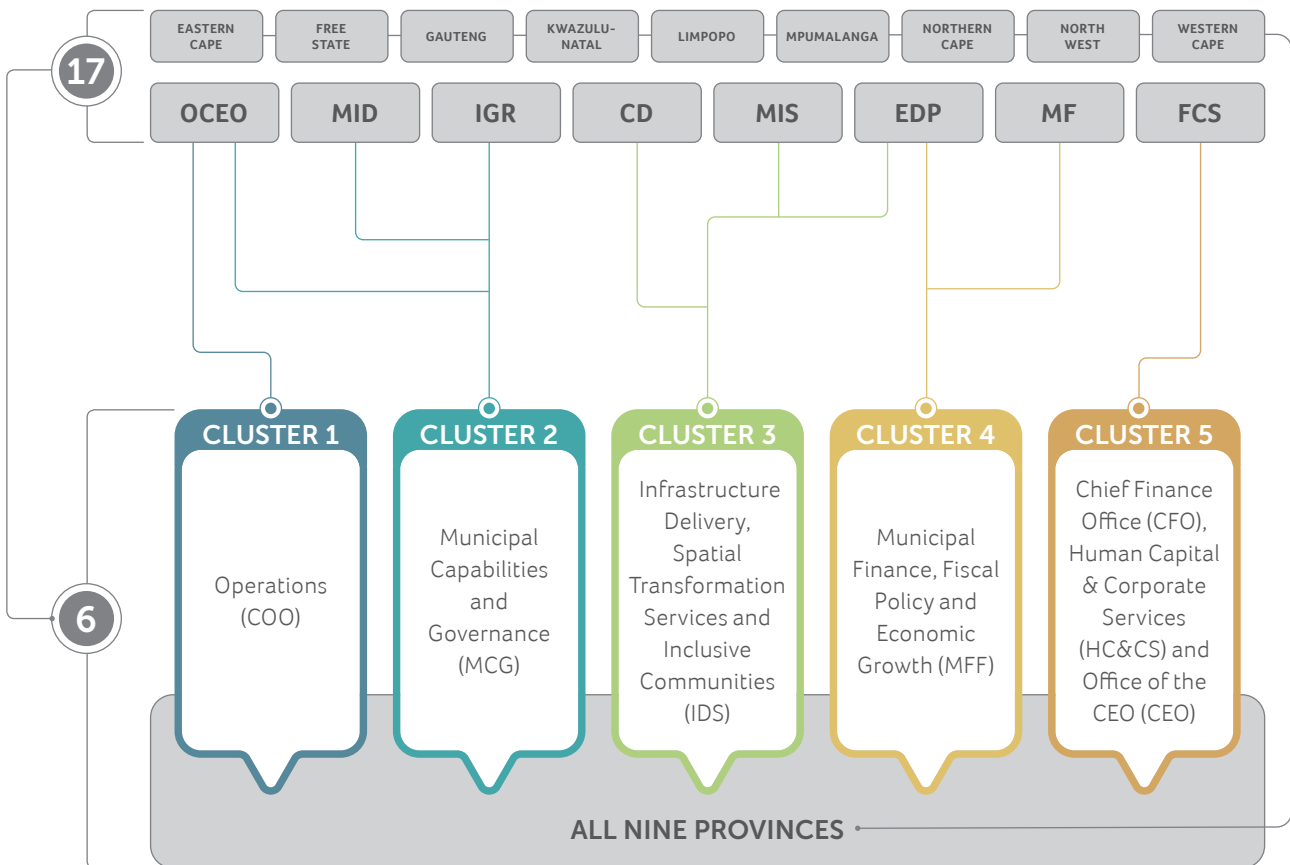 EASTERN
CAPE
FREE
STATE
GAUTENG
KWAZULU-
NATAL
LIMPOPO
MPUMALANGA
NORTHERN
CAPE
NORTH
WEST
WESTERN
CAPE
17
OCEO
MID
IGR
CD
MIS
EDP
MF
FCS
6
CLUSTER 1
Operations
(COO)
CLUSTER 2
Municipal
Capabilities
and
Governance
(MCG)
CLUSTER 3
Infrastructure
Delivery,
Spatial
Transformation
Services and
Inclusive
Communities
(IDS)
CLUSTER 4
Municipal
Finance, Fiscal
Policy and
Economic
Growth (MFF)
CLUSTER 5
Chief Finance
Office (CFO),
Human Capital
& Corporate
Services
(HC&CS) and
Office of the
CEO (CEO)
ALL NINE PROVINCES